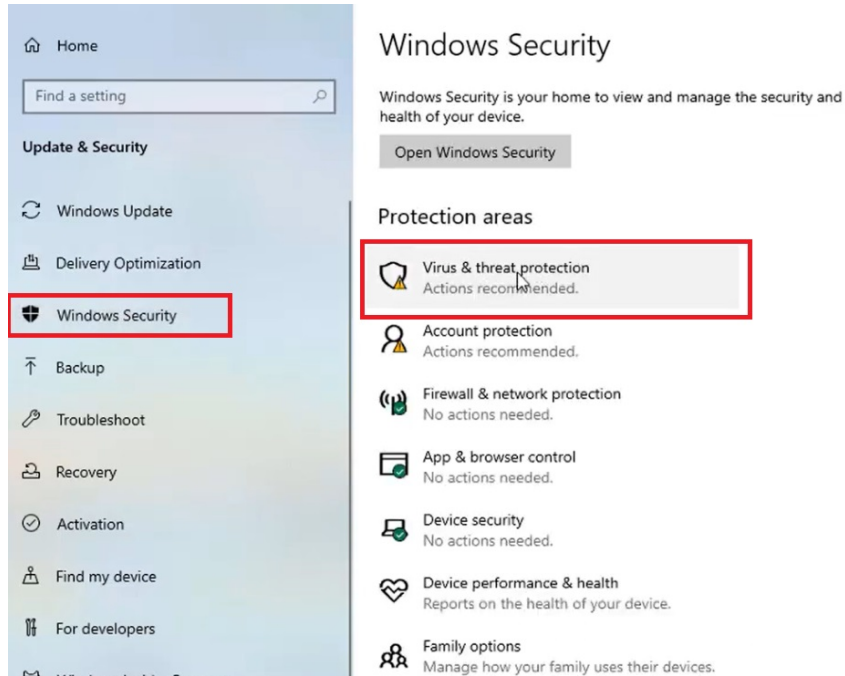 Home
Find a setting
Update & Security
Windows Update
Delivery Optimization
Windows Security
Backup
Troubleshoot
Recovery
Activation
Find my device
For developers
Windows Security
Windows Security is your home to view and manage the security and
health of your device.
Open Windows Security
Protection areas
Virus & threat protection
Actions recommended.
Account protection
Actions recommended.
Firewall & network protection
No actions needed.
App & browser control
No actions needed.
Device security
No actions needed.
Device performance & health
Reports on the health of your device.
Family options
Manage how your family uses their devices.